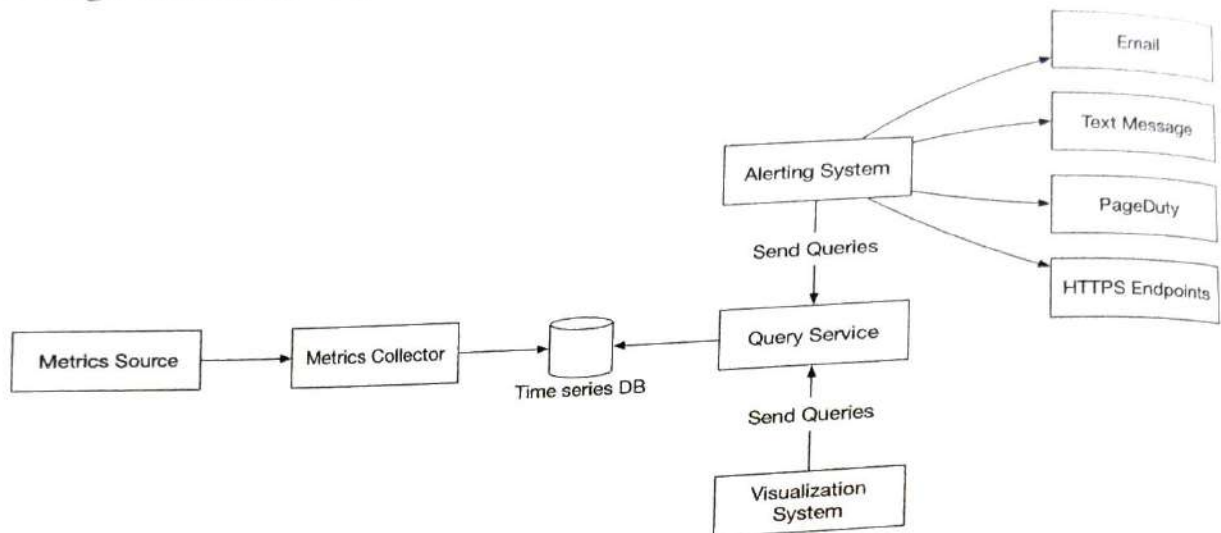 Email
Text Message
Alerting System
PageDuty
Send Queries
HTTPS Endpoints
Metrics Source
Metrics Collector
Time series DB
Query Service
Send Queries
Visualization
System